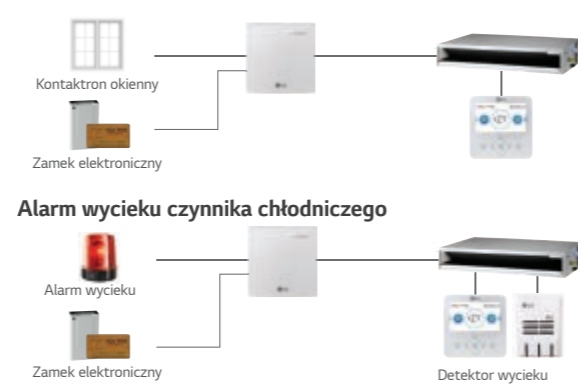 Kontaktron okienny
Zamek elektroniczny
Alarm wycieku czynnika chłodniczego
Alarm wycieku
Zamek elektroniczny
Detektor wycieku